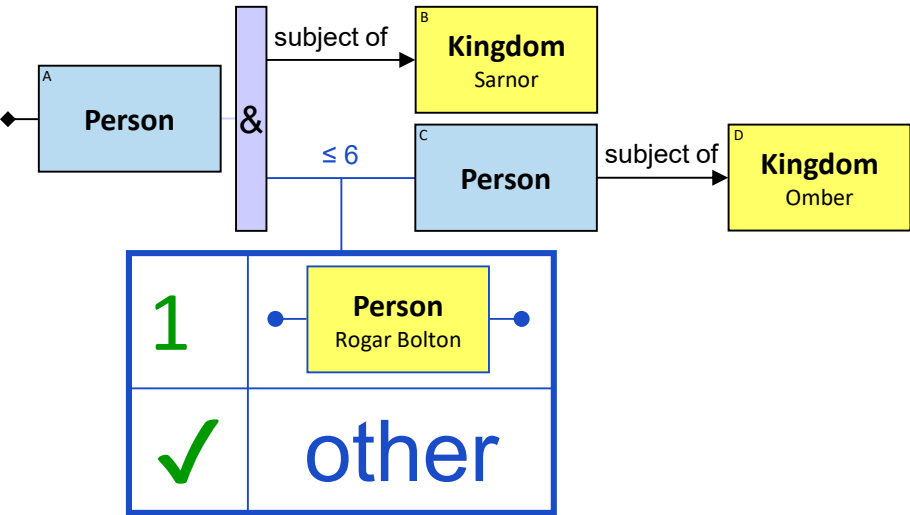 A
Person
&
subject of
B
Kingdom
Sarnor
≤ 6
C
Person
subject of
D
Kingdom
Omber
1
Person
Rogar Bolton
✓
other